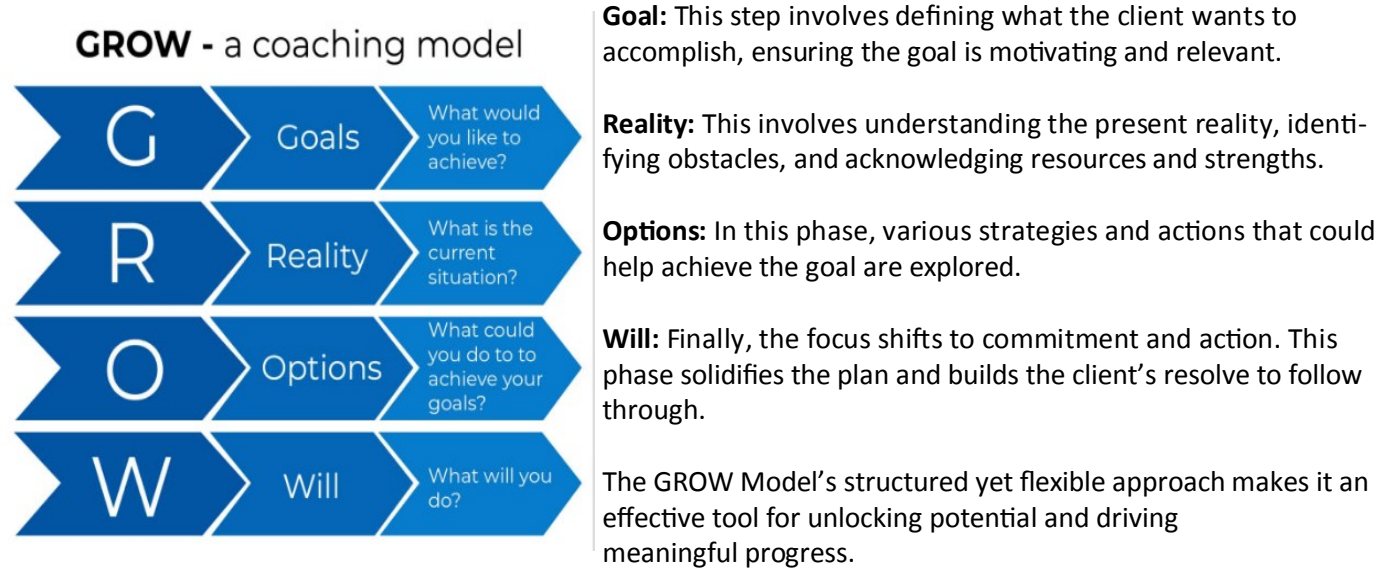 GROW - a coaching model
G
Goals
What would
you like to
achieve?
R
Reality
What is the
current
situation?
O
Options
What could
you do to to
achieve your
goals?
W
Will
What will you
do?
Goal: This step involves defining what the client wants to
accomplish, ensuring the goal is motivating and relevant.
Reality: This involves understanding the present reality, identi-
fying obstacles, and acknowledging resources and strengths.
Options: In this phase, various strategies and actions that could
help achieve the goal are explored.
Will: Finally, the focus shifts to commitment and action. This
phase solidifies the plan and builds the client's resolve to follow
through.
The GROW Model's structured yet flexible approach makes it an
effective tool for unlocking potential and driving
meaningful progress.